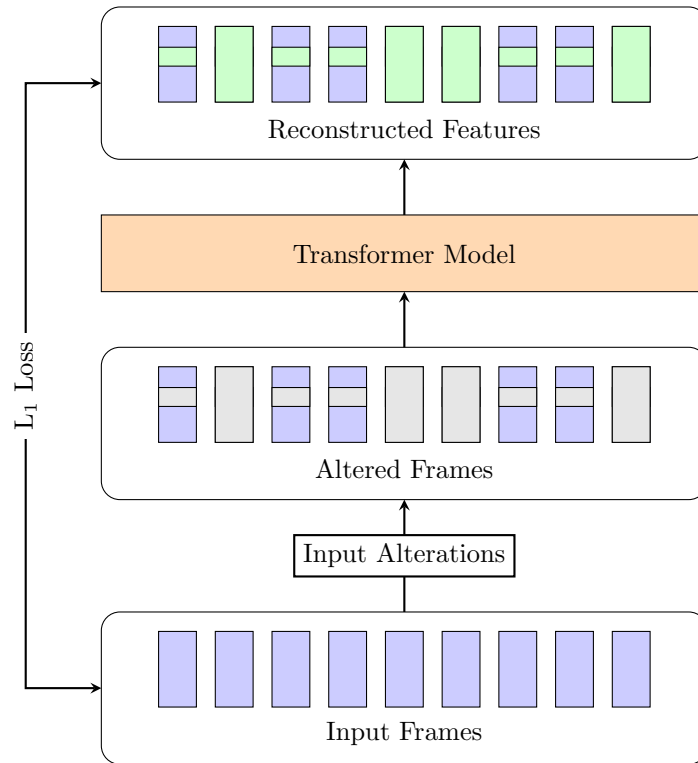 Reconstructed Features
Transformer Model
L₁ Loss
Altered Frames
Input Alterations
Input Frames